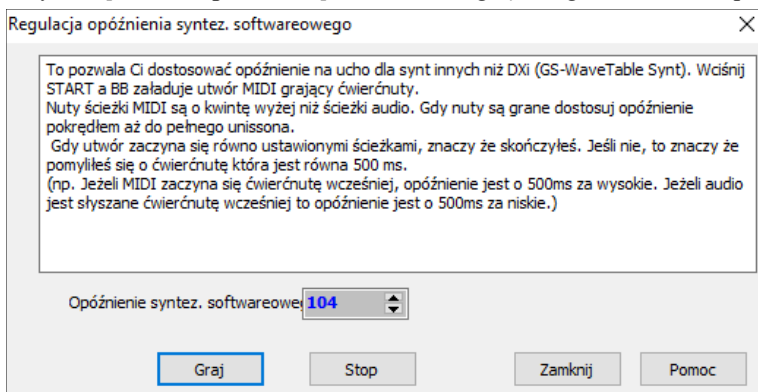 Regulacja opóźnienia syntez. softwareowego
To pozwala Ci dostosować opóźnienie na ucho dla synt innych niż DXi (GS-WaveTable Synt). Wciśnij
START a BB załaduje utwór MIDI grający ćwierćnuty.
Nuty ścieżki MIDI są o kwintę wyżej niż ścieżki audio. Gdy nuty są grane dostosuj opóźnienie
pokrędłem aż do pełnego unissona.
Gdy utwór zaczyna się równo ustawionymi ścieżkami, znaczy że skończyłeś. Jeśli nie, to znaczy że
pomyliłeś się o ćwierćnutę która jest równa 500 ms.
(np. Jeżeli MIDI zaczyna się ćwierćnutę wcześniej, opóźnienie jest o 500ms za wysokie. Jeżeli audio
jest słyszane ćwierćnutę wcześniej to opóźnienie jest o 500ms za niskie.)
Opóźnienie syntez. softwareoweg 104
Graj Stop Zamknij Pomoc